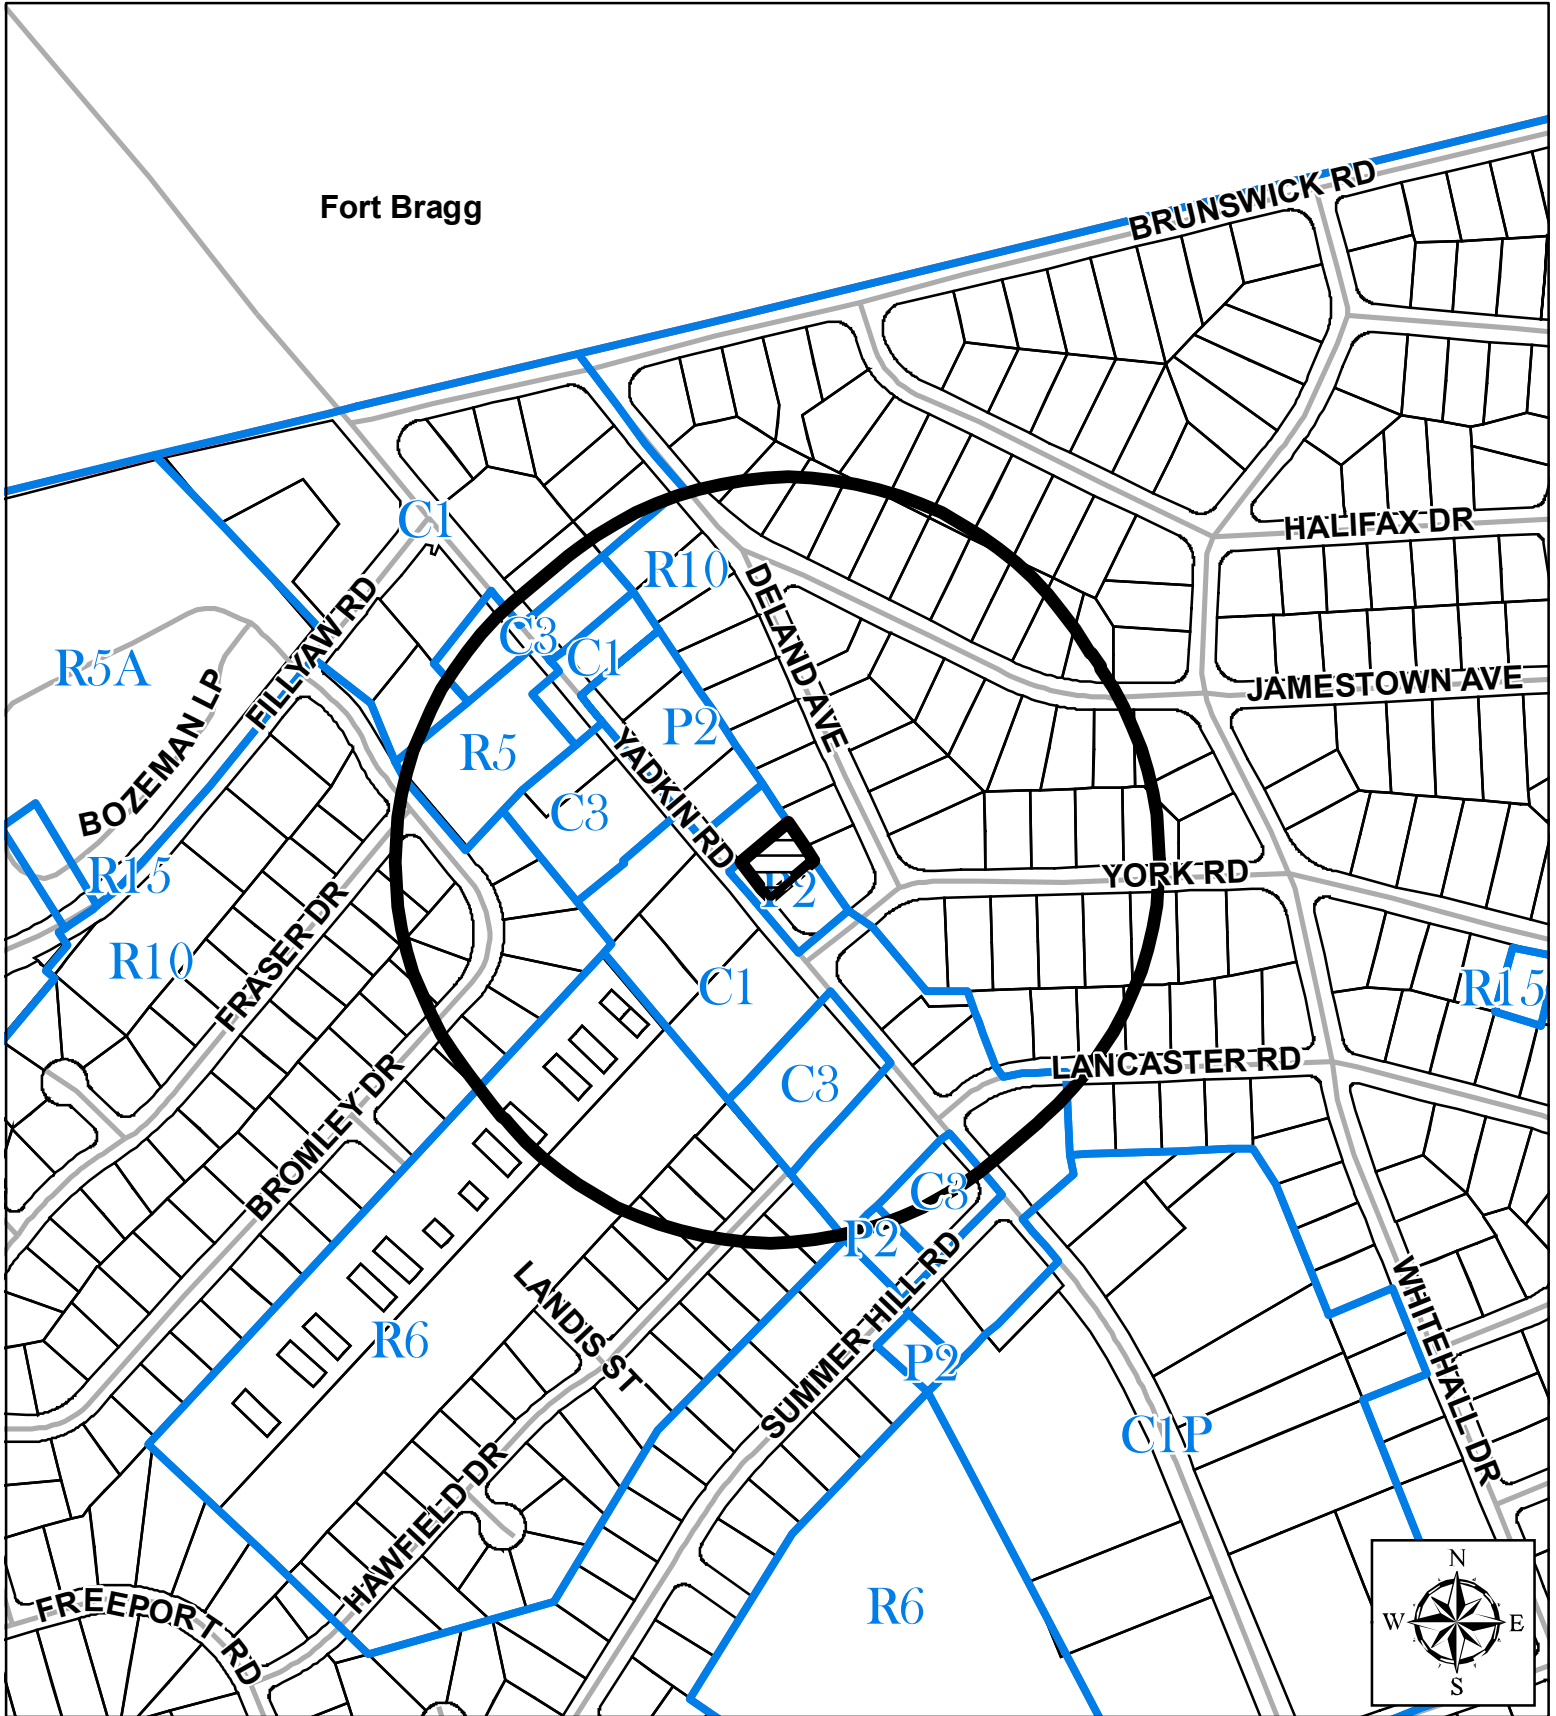 BRUNSWICK RD
Fort Bragg
C1
HALIFAX DR
R10
DELAND AVE
FILLYAW RD
C3
C1
R5A
BOZEMAN LP
JAMESTOWN AVE
P2
R5
YADKIN RD
C3
R15
YORK RD
P2
FRASER DR
R10
C1
R15
LANCASTER RD
C3
BROMLEY DR
C3
P2
SUMMER HILL RD
LANDIS ST
R6
P2
WHITEHALL DR
C1P
HAWFIELD DR
FREEPORT RD
R6
N
W E
S